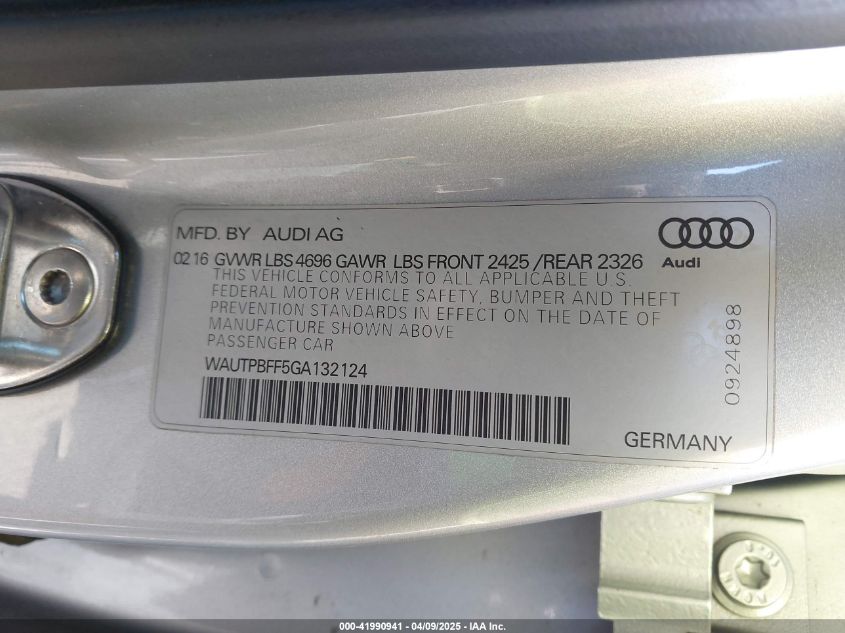 MFD. BY AUDI AG
02 16 GVWR LBS 4696 GAWR LBS FRONT 2425 /REAR 2326
Audi
THIS VEHICLE CONFORMS TO ALL APPLICABLE U.S.
FEDERAL MOTOR VEHICLE SAFETY, BUMPER AND THEFT
PREVENTION STANDARDS IN EFFECT ON THE DATE OF
MANUFACTURE SHOWN ABOVE
PASSENGER CAR
WAUTPBFF5GA132124
0924898
GERMANY
000-41990941 | 04/09/2025 - IAA Inc.